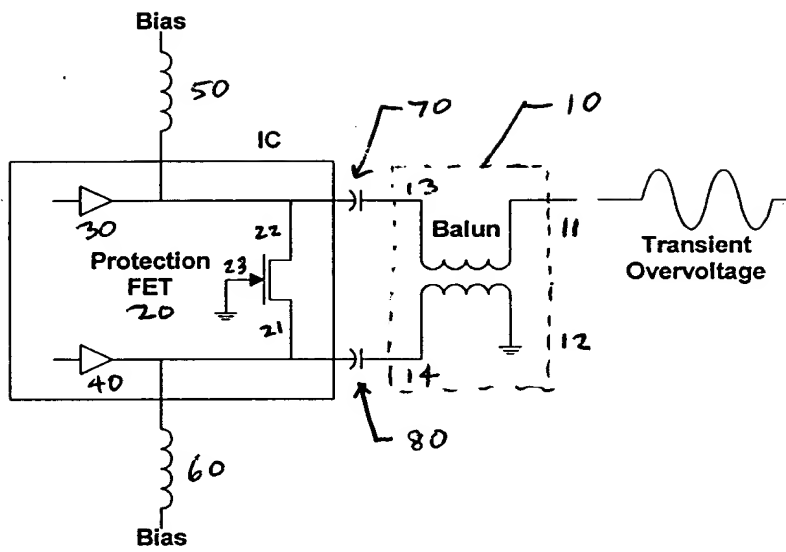 Bias
50
70
10
IC
13
30
22
Balun
11
Protection
FET
23
20
Transient
Overvoltage
21
12
40
14
80
60
Bias